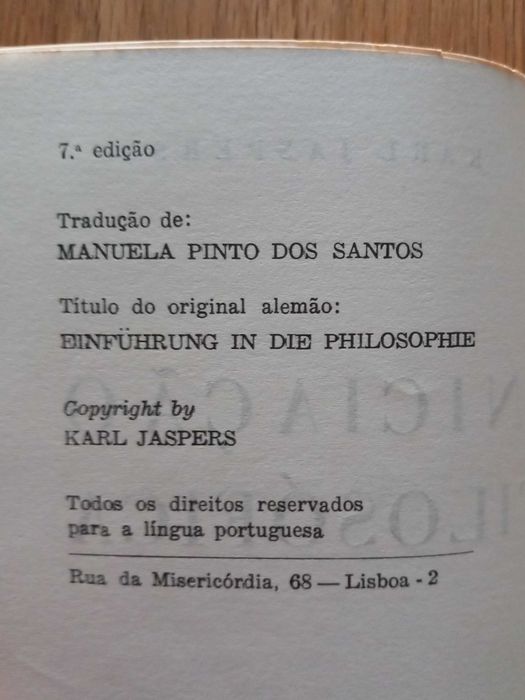 7.ª edição
Tradução de:
MANUELA PINTO DOS SANTOS
Título do original alemão:
EINFÜHRUNG IN DIE PHILOSOPHIE
Copyright by
KARL JASPERS
Todos os direitos reservados
para a língua portuguesa
Rua da Misericórdia, 68 — Lisboa - 2